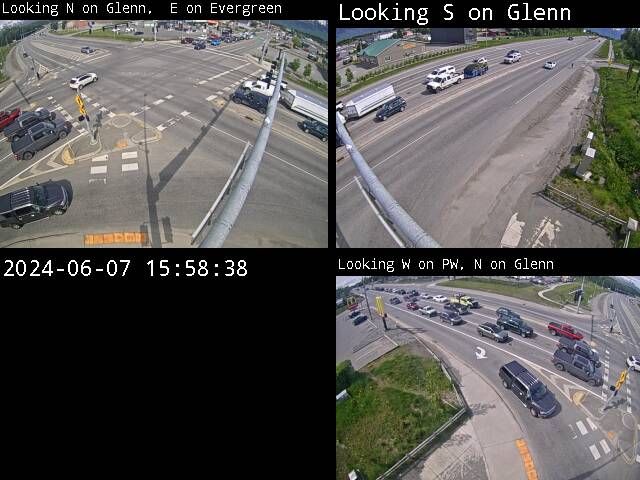 Looking N on Glenn, E on Evergreen
Looking S on Glenn
2024-06-07 15:58:38
Looking W on PW, N on Glenn